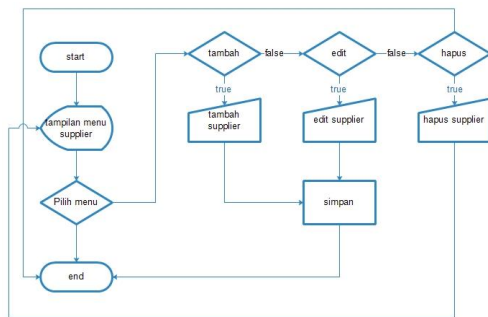 start
tambah
false
edit
false
hapus
true
true
true
tampilan menu
supplier
tambah
supplier
edit supplier
hapus supplier
Pilih menu
simpan
end